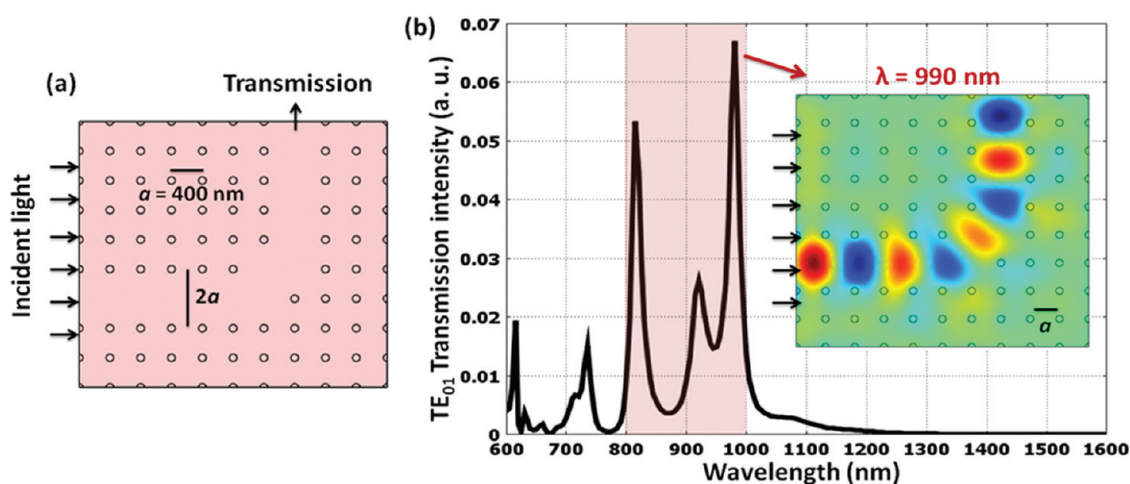 (a)
Transmission
Incident light
a = 400 nm
2a
(b)
TE01 Transmission intensity (a. u.)
0.07
0.06
0.05
0.04
0.03
0.02
0.01
0
600 700 800 900 1000 1100 1200 1300 1400 1500 1600
Wavelength (nm)
λ = 990 nm
a